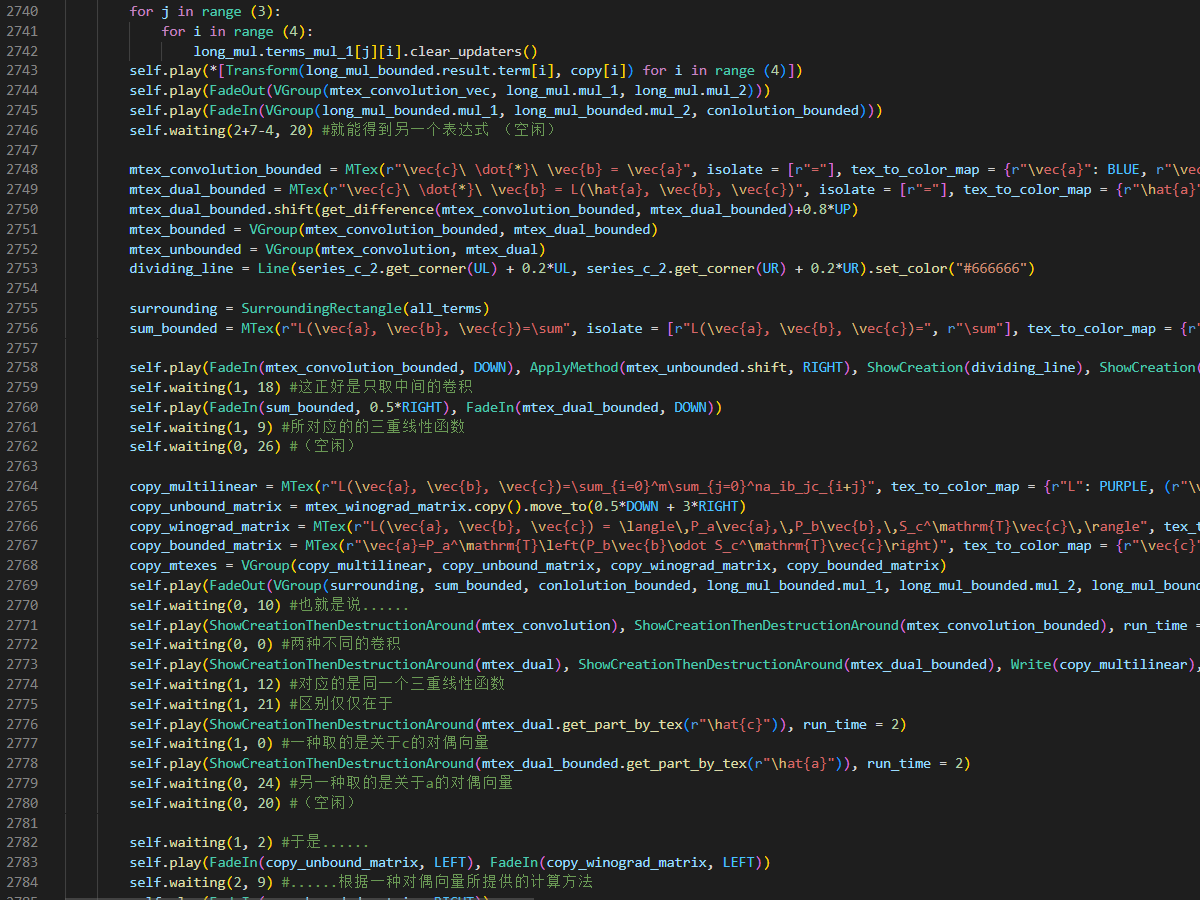 2740 for j in range (3):
2741 for i in range (4):
2742 long_mul.terms_mul_1[j][i].clear_updaters()
2743 self.play(*[Transform(long_mul_bounded.result.term[i], copy[i]) for i in range (4)])
2744 self.play(FadeOut(VGroup(mtex_convolution_vec, long_mul.mul_1, long_mul.mul_2)))
2745 self.play(FadeIn(VGroup(long_mul_bounded.mul_1, long_mul_bounded.mul_2, conlolution_bounded)))
2746 self.waiting(2+7-4, 20) #就能得到另一个表达式 （空闲）
2747
2748 mtex_convolution_bounded = MTex(r"\vec{c}\ \dot{*}\ \vec{b} = \vec{a}", isolate = [r"="], tex_to_color_map = {r"\vec{a}": BLUE, r"\vec
2749 mtex_dual_bounded = MTex(r"\vec{c}\ \dot{*}\ \vec{b} = L(\hat{a}, \vec{b}, \vec{c})", isolate = [r"="], tex_to_color_map = {r"\hat{a}"
2750 mtex_dual_bounded.shift(get_difference(mtex_convolution_bounded, mtex_dual_bounded)+0.8*UP)
2751 mtex_bounded = VGroup(mtex_convolution_bounded, mtex_dual_bounded)
2752 mtex_unbounded = VGroup(mtex_convolution, mtex_dual)
2753 dividing_line = Line(series_c_2.get_corner(UL) + 0.2*UL, series_c_2.get_corner(UR) + 0.2*UR).set_color("#666666")
2754
2755 surrounding = SurroundingRectangle(all_terms)
2756 sum_bounded = MTex(r"L(\vec{a}, \vec{b}, \vec{c})=\sum", isolate = [r"L(\vec{a}, \vec{b}, \vec{c})=", r"\sum"], tex_to_color_map = {r"
2757
2758 self.play(FadeIn(mtex_convolution_bounded, DOWN), ApplyMethod(mtex_unbounded.shift, RIGHT), ShowCreation(dividing_line), ShowCreation(
2759 self.waiting(1, 18) #这正好是只取中间的卷积
2760 self.play(FadeIn(sum_bounded, 0.5*RIGHT), FadeIn(mtex_dual_bounded, DOWN))
2761 self.waiting(1, 9) #所对应的的三重线性函数
2762 self.waiting(0, 26) #（空闲）
2763
2764 copy_multilinear = MTex(r"L(\vec{a}, \vec{b}, \vec{c})=\sum_{i=0}^m\sum_{j=0}^na_ib_jc_{i+j}", tex_to_color_map = {r"L": PURPLE, (r"\v
2765 copy_unbound_matrix = mtex_winograd_matrix.copy().move_to(0.5*DOWN + 3*RIGHT)
2766 copy_winograd_matrix = MTex(r"L(\vec{a}, \vec{b}, \vec{c}) = \langle\,P_a\vec{a},\,P_b\vec{b},\,S_c^\mathrm{T}\vec{c}\,\rangle", tex_t
2767 copy_bounded_matrix = MTex(r"\vec{a}=P_a^\mathrm{T}\left(P_b\vec{b}\odot S_c^\mathrm{T}\vec{c}\right)", tex_to_color_map = {r"\vec{c}"
2768 copy_mtexes = VGroup(copy_multilinear, copy_unbound_matrix, copy_winograd_matrix, copy_bounded_matrix)
2769 self.play(FadeOut(VGroup(surrounding, sum_bounded, conlolution_bounded, long_mul_bounded.mul_1, long_mul_bounded.mul_2, long_mul_bound
2770 self.waiting(0, 10) #也就是说......
2771 self.play(ShowCreationThenDestructionAround(mtex_convolution), ShowCreationThenDestructionAround(mtex_convolution_bounded), run_time =
2772 self.waiting(0, 0) #两种不同的卷积
2773 self.play(ShowCreationThenDestructionAround(mtex_dual), ShowCreationThenDestructionAround(mtex_dual_bounded), Write(copy_multilinear),
2774 self.waiting(1, 12) #对应的是同一个三重线性函数
2775 self.waiting(1, 21) #区别仅仅在于
2776 self.play(ShowCreationThenDestructionAround(mtex_dual.get_part_by_tex(r"\hat{c}")), run_time = 2)
2777 self.waiting(1, 0) #一种取的是关于c的对偶向量
2778 self.play(ShowCreationThenDestructionAround(mtex_dual_bounded.get_part_by_tex(r"\hat{a}")), run_time = 2)
2779 self.waiting(0, 24) #另一种取的是关于a的对偶向量
2780 self.waiting(0, 20) #（空闲）
2781
2782 self.waiting(1, 2) #于是......
2783 self.play(FadeIn(copy_unbound_matrix, LEFT), FadeIn(copy_winograd_matrix, LEFT))
2784 self.waiting(2, 9) #......根据一种对偶向量所提供的计算方法